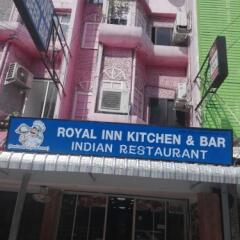 ROYAL INN KITCHEN & BAR
INDIAN RESTAURANT